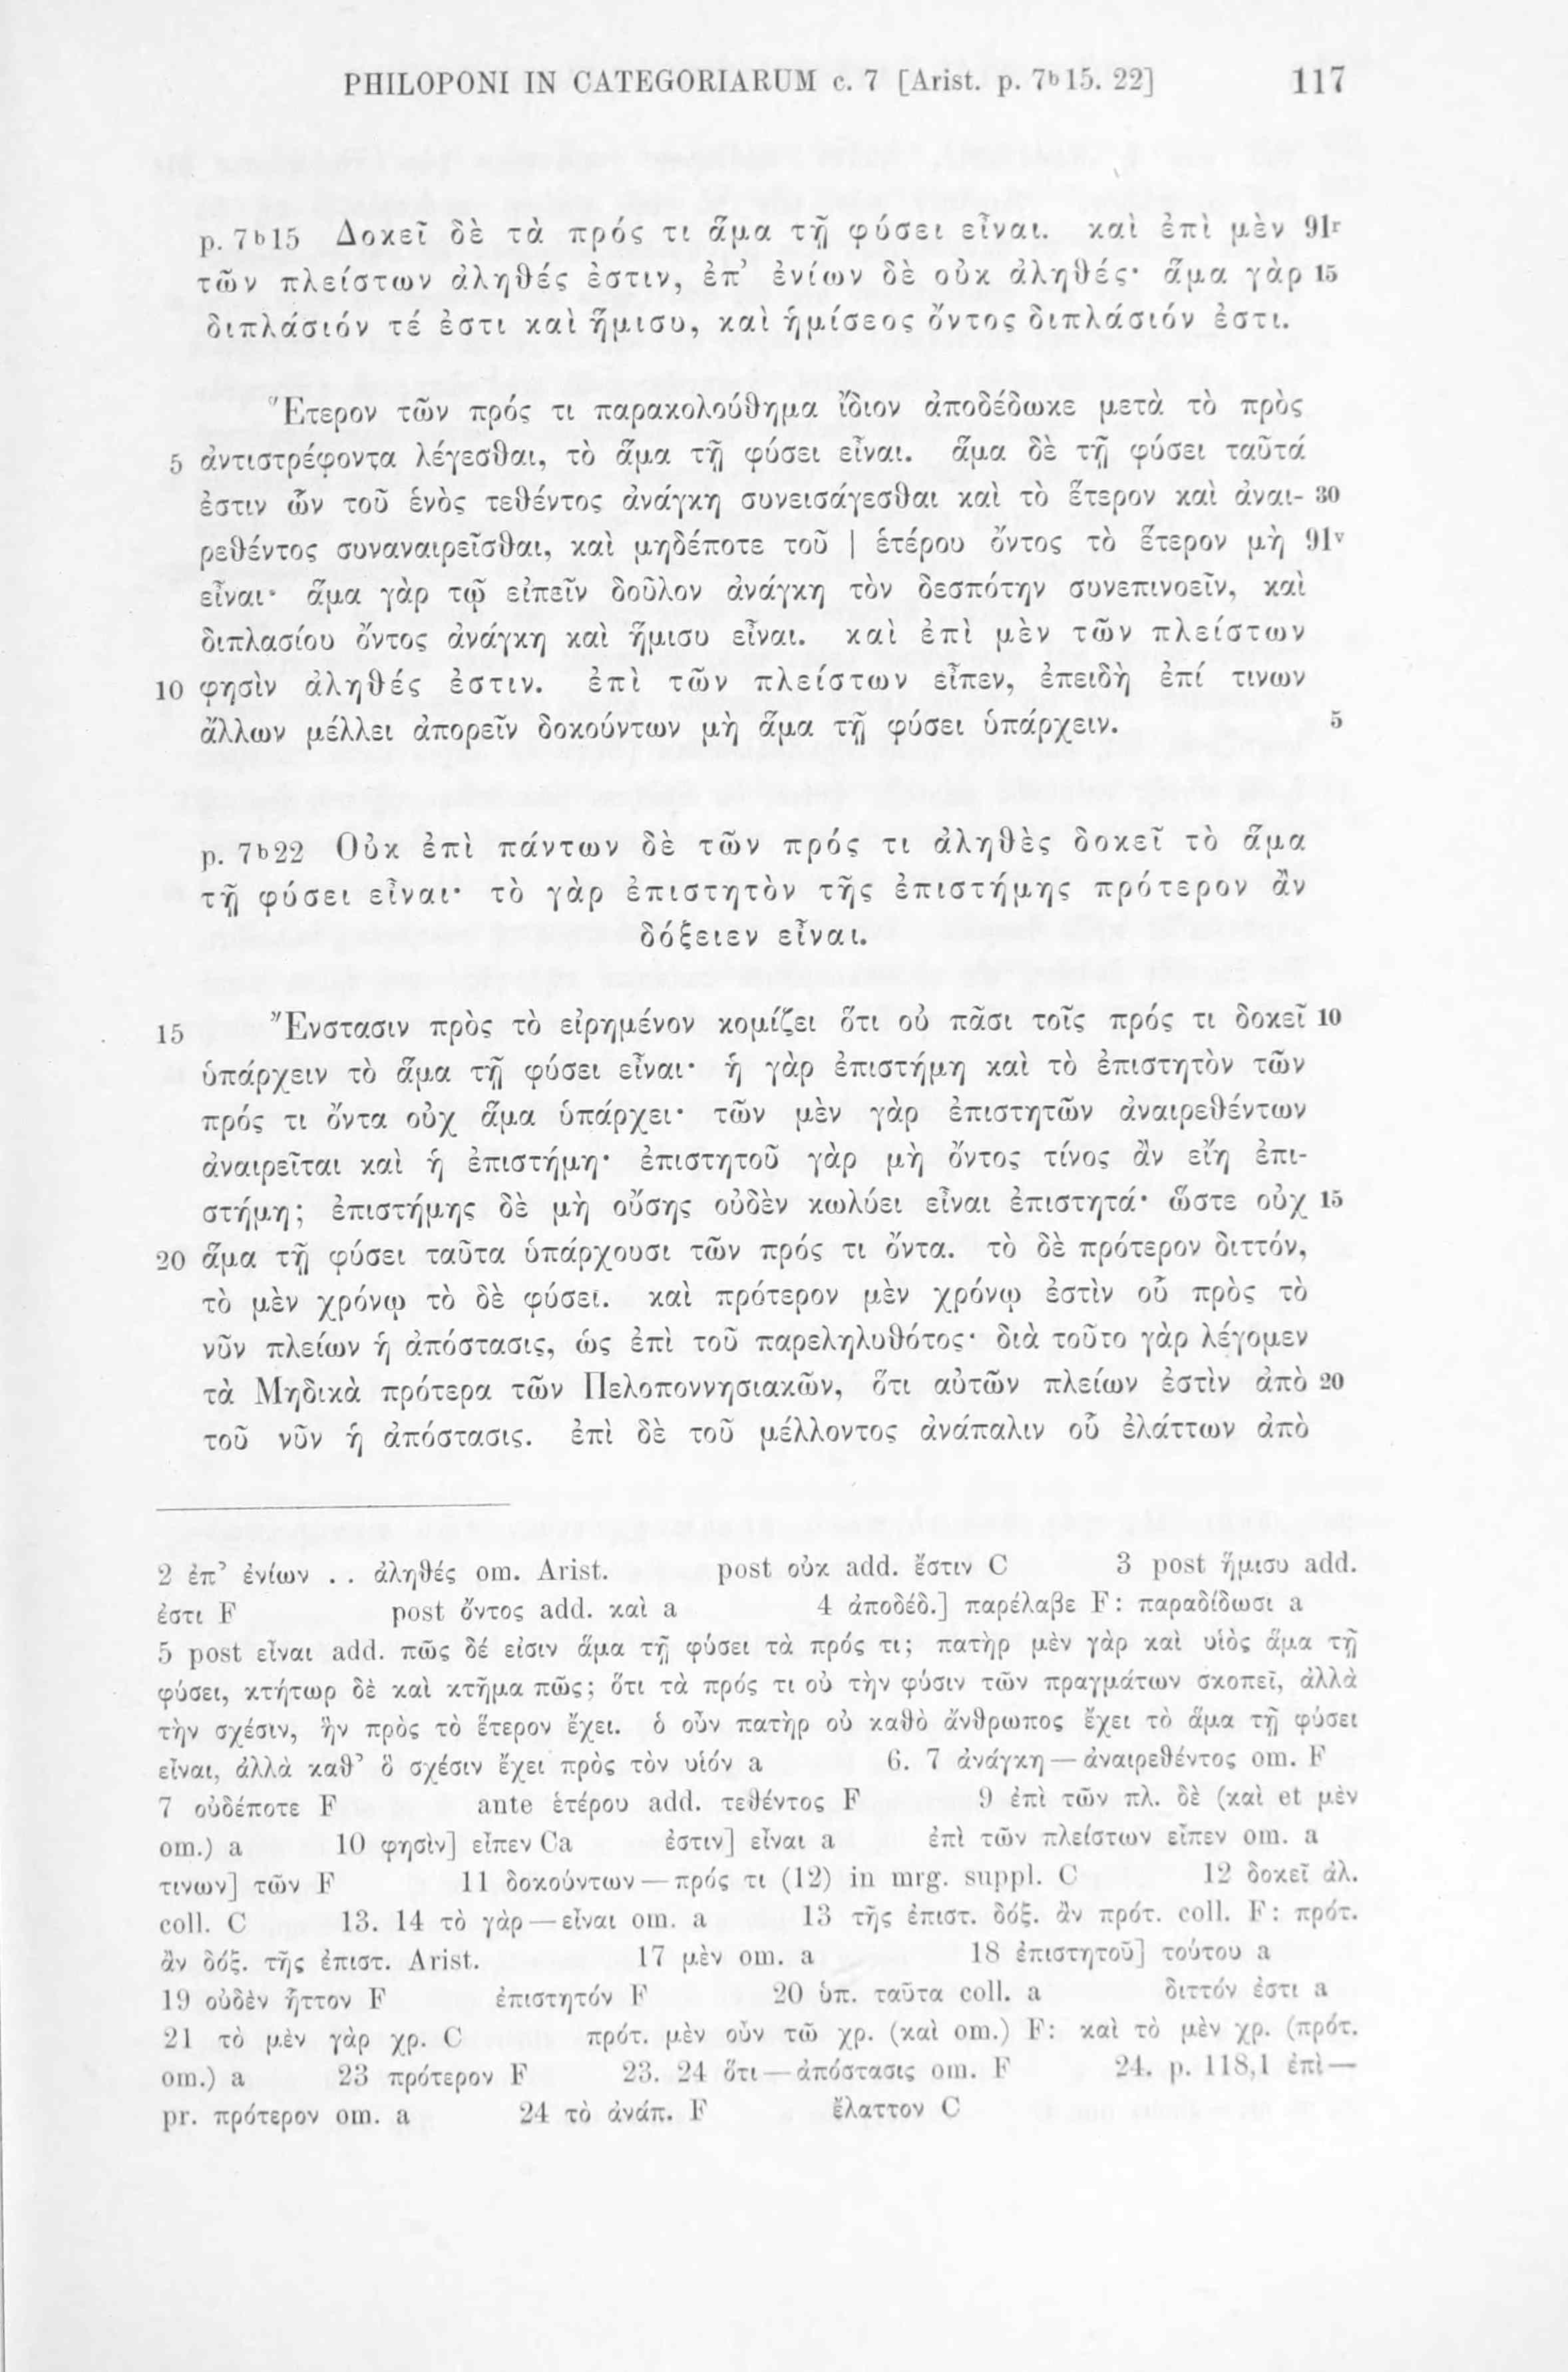 PHILOPONI IN CATEGORIARUM c. 7 [Arist. p. 7b 15. 22] 117
p. 7b15 Δοκεῖ δὲ τὰ πρός τι ἅμα τῇ φύσει εἶναι. καὶ ἐπὶ μὲν 91r
τῶν πλείστων ἀληθές ἐστιν, ἐπ’ ἐνίων δὲ οὐκ ἀληθές· ἅμα γὰρ 15
διπλάσιόν τέ ἐστι καὶ ἥμισυ, καὶ ἡμίσεος ὄντος διπλάσιόν ἐστι.
Ἕτερον τῶν πρός τι παρακολούθημα ἴδιον ἀποδέδωκε μετὰ τὸ πρὸς
5 ἀντιστρέφοντα λέγεσθαι, τὸ ἅμα τῇ φύσει εἶναι. ἅμα δὲ τῇ φύσει ταῦτά
ἐστιν ὧν τοῦ ἑνὸς τεθέντος ἀνάγκη συνεισάγεσθαι καὶ τὸ ἕτερον καὶ ἀναι- 30
ρεθέντος συναναιρεῖσθαι, καὶ μηδέποτε τοῦ | ἑτέρου ὄντος τὸ ἕτερον μὴ 91v
εἶναι· ἅμα γὰρ τῷ εἰπεῖν δοῦλον ἀνάγκη τὸν δεσπότην συνεπινοεῖν, καὶ
διπλασίου ὄντος ἀνάγκη καὶ ἥμισυ εἶναι. καὶ ἐπὶ μὲν τῶν πλείστων
10 φησὶν ἀληθές ἐστιν. ἐπὶ τῶν πλείστων εἶπεν, ἐπειδὴ ἐπί τινων
ἄλλων μέλλει ἀπορεῖν δοκούντων μὴ ἅμα τῇ φύσει ὑπάρχειν. 5
p. 7b22 Οὐκ ἐπὶ πάντων δὲ τῶν πρός τι ἀληθὲς δοκεῖ τὸ ἅμα
τῇ φύσει εἶναι· τὸ γὰρ ἐπιστητὸν τῆς ἐπιστήμης πρότερον ἂν
δόξειεν εἶναι.
15 Ἔνστασιν πρὸς τὸ εἰρημένον κομίζει ὅτι οὐ πᾶσι τοῖς πρός τι δοκεῖ 10
ὑπάρχειν τὸ ἅμα τῇ φύσει εἶναι· ἡ γὰρ ἐπιστήμη καὶ τὸ ἐπιστητὸν τῶν
πρός τι ὄντα οὐχ ἅμα ὑπάρχει· τῶν μὲν γὰρ ἐπιστητῶν ἀναιρεθέντων
ἀναιρεῖται καὶ ἡ ἐπιστήμη· ἐπιστητοῦ γὰρ μὴ ὄντος τίνος ἂν εἴη ἐπι-
στήμη; ἐπιστήμης δὲ μὴ οὔσης οὐδὲν κωλύει εἶναι ἐπιστητά· ὥστε οὐχ 15
20 ἅμα τῇ φύσει ταῦτα ὑπάρχουσι τῶν πρός τι ὄντα. τὸ δὲ πρότερον διττόν,
τὸ μὲν χρόνῳ τὸ δὲ φύσει. καὶ πρότερον μὲν χρόνῳ ἐστὶν οὗ πρὸς τὸ
νῦν πλείων ἡ ἀπόστασις, ὡς ἐπὶ τοῦ παρεληλυθότος· διὰ τοῦτο γὰρ λέγομεν
τὰ Μηδικὰ πρότερα τῶν Πελοποννησιακῶν, ὅτι αὐτῶν πλείων ἐστὶν ἀπὸ 20
τοῦ νῦν ἡ ἀπόστασις. ἐπὶ δὲ τοῦ μέλλοντος ἀνάπαλιν οὗ ἐλάττων ἀπὸ
2 ἐπ’ ἐνίων . . ἀληθές om. Arist. post οὐκ add. ἔστιν C 3 post ἥμισυ add.
ἐστι F post ὄντος add. καὶ a 4 ἀποδέδ.] παρέλαβε F: παραδίδωσι a
5 post εἶναι add. πῶς δέ εἰσιν ἅμα τῇ φύσει τὰ πρός τι; πατὴρ μὲν γὰρ καὶ υἱὸς ἅμα τῇ
φύσει, κτήτωρ δὲ καὶ κτῆμα πῶς; ὅτι τὰ πρός τι οὐ τὴν φύσιν τῶν πραγμάτων σκοπεῖ, ἀλλὰ
τὴν σχέσιν, ἣν πρὸς τὸ ἕτερον ἔχει. ὁ οὖν πατὴρ οὐ καθὸ ἄνθρωπος ἔχει τὸ ἅμα τῇ φύσει
εἶναι, ἀλλὰ καθ’ ὃ σχέσιν ἔχει πρὸς τὸν υἱόν a 6. 7 ἀνάγκη — ἀναιρεθέντος om. F
7 οὐδέποτε F ante ἑτέρου add. τεθέντος F 9 ἐπὶ τῶν πλ. δὲ (καὶ et μὲν
om.) a 10 φησὶν] εἶπεν Ca ἐστιν] εἶναι a ἐπὶ τῶν πλείστων εἶπεν om. a
τινων] τῶν F 11 δοκούντων — πρός τι (12) in mrg. suppl. C 12 δοκεῖ ἀλ.
coll. C 13. 14 τὸ γὰρ — εἶναι om. a 13 τῆς ἐπιστ. δόξ. ἂν πρότ. coll. F: πρότ.
ἂν δόξ. τῆς ἐπιστ. Arist. 17 μὲν om. a 18 ἐπιστητοῦ] τούτου a
19 οὐδὲν ἧττον F ἐπιστητόν F 20 ὑπ. ταῦτα coll. a διττόν ἐστι a
21 τὸ μὲν γὰρ χρ. C πρότ. μὲν οὖν τῶ χρ. (καὶ om.) F: καὶ τὸ μὲν χρ. (πρότ.
om.) a 23 πρότερον F 23. 24 ὅτι — ἀπόστασις om. F 24. p. 118,1 ἐπὶ —
pr. πρότερον om. a 24 τὸ ἀνάπ. F ἔλαττον C